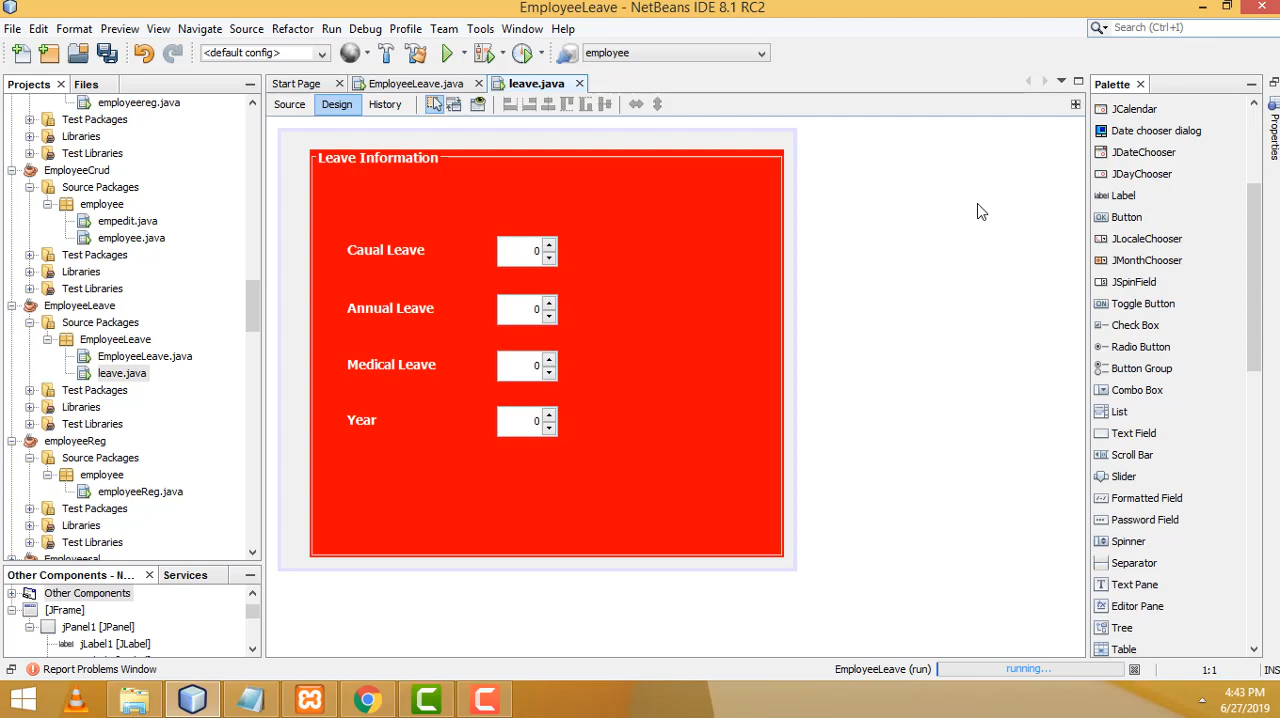 EmployeeLeave - NetBeans IDE 8.1 RC2
File Edit Format Preview View Navigate Source Refactor Run Debug Profile Team Tools Window Help
Search (Ctrl+I)
<default config>
employee
Projects
Files
Start Page
EmployeeLeave.java
leave.java
Palette
Source Design History
employeereg.java
Test Packages
Libraries
Test Libraries
EmployeeCrud
Source Packages
employee
empedit.java
employee.java
Test Packages
Libraries
Test Libraries
EmployeeLeave
Source Packages
EmployeeLeave
EmployeeLeave.java
leave.java
Test Packages
Libraries
Test Libraries
employeeReg
Source Packages
employee
employeeReg.java
Test Packages
Libraries
Test Libraries
Employeesal
Other Components - N...
Services
Other Components
[JFrame]
jPanel1 [JPanel]
label jLabel1 [JLabel]
Leave Information
Caual Leave 0
Annual Leave 0
Medical Leave 0
Year 0
JCalendar
Date chooser dialog
JDateChooser
JDayChooser
label Label
OK Button
JLocaleChooser
JMonthChooser
JSpinField
ON Toggle Button
Check Box
Radio Button
Button Group
Combo Box
List
Text Field
Scroll Bar
Slider
Formatted Field
Password Field
Spinner
Separator
Text Pane
Editor Pane
Tree
Table
Properties
Report Problems Window
EmployeeLeave (run)
running...
1:1
INS
4:43 PM
6/27/2019